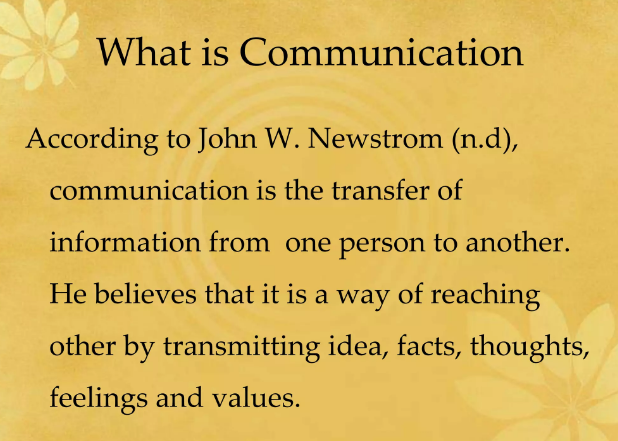 What is Communication
According to John W. Newstrom (n.d),
communication is the transfer of
information from  one person to another.
He believes that it is a way of reaching
other by transmitting idea, facts, thoughts,
feelings and values.